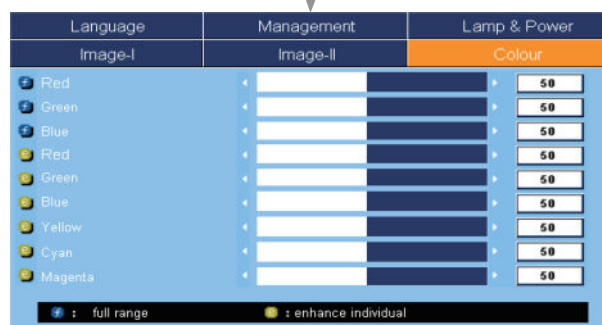 Language Management Lamp & Power
Image-I Image-II Colour
Red 50
Green 50
Blue 50
Red 50
Green 50
Blue 50
Yellow 50
Cyan 50
Magenta 50
: full range : enhance individual